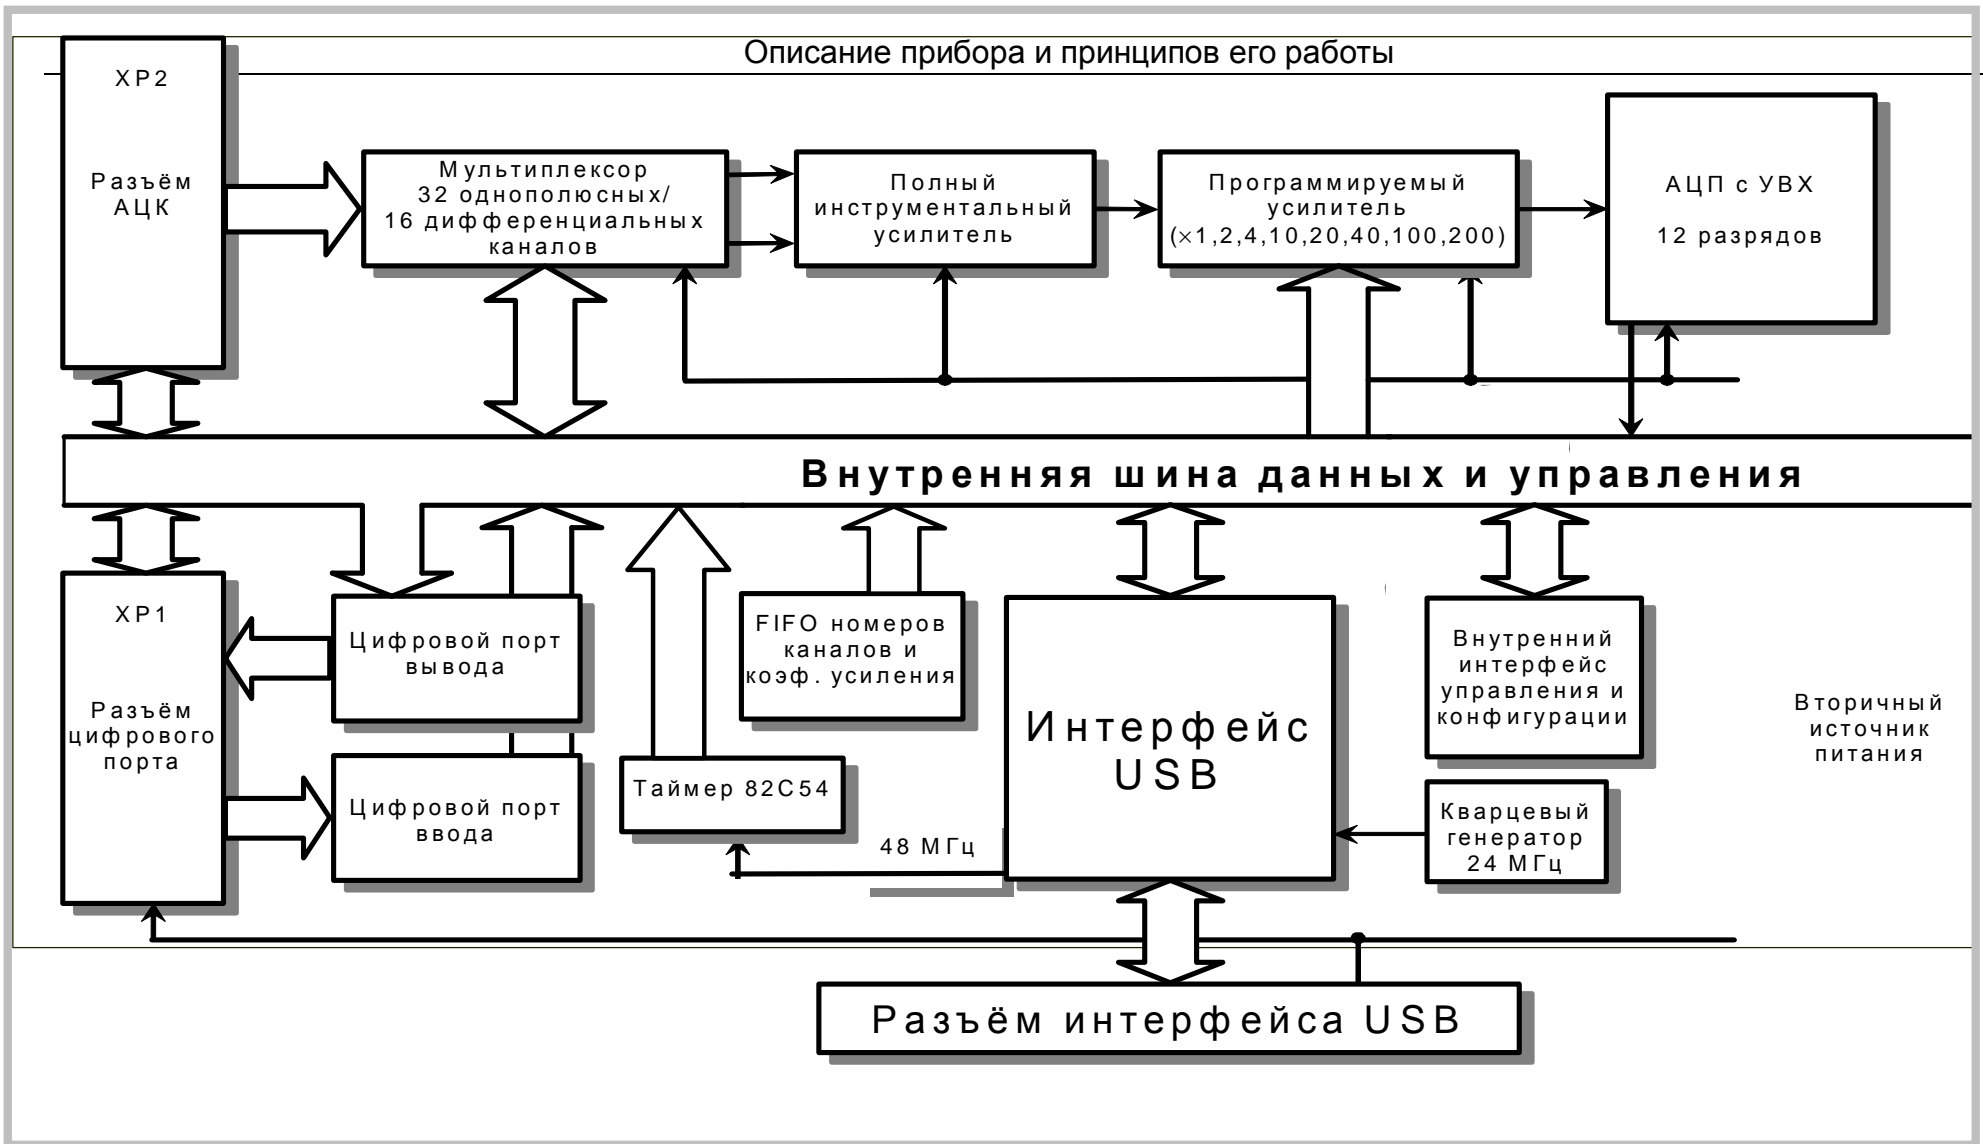 Описание прибора и принципов его работы
XP2
Разъём
АЦК
Мультиплексор
32 однополюсных/
16 дифференциальных
каналов
Полный
инструментальный
усилитель
Программируемый
усилитель
(×1,2,4,10,20,40,100,200)
АЦП с УВХ
12 разрядов
Внутренняя шина данных и управления
XP1
Разъём
цифрового
порта
Цифровой порт
вывода
Цифровой порт
ввода
Таймер 82C54
FIFO номеров
каналов и
коэф. усиления
48 МГц
Интерфейс
USB
Внутренний
интерфейс
управления и
конфигурации
Кварцевый
генератор
24 МГц
Вторичный
источник
питания
Разъём интерфейса USB